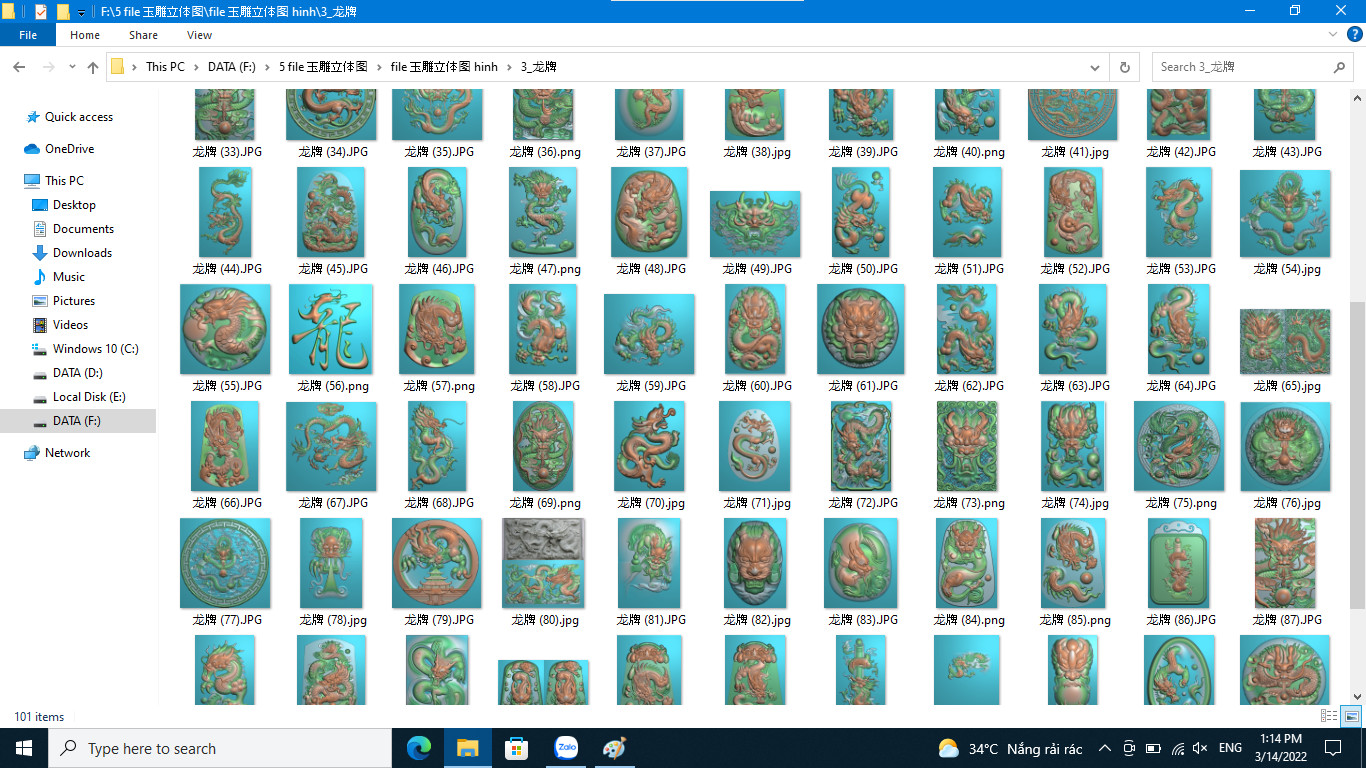 F:\5 file 玉雕立体图\file 玉雕立体图 hinh\3_龙牌
File Home Share View
This PC DATA (F:) 5 file 玉雕立体图 file 玉雕立体图 hinh 3_龙牌
Search 3_龙牌
Quick access
OneDrive
This PC
Desktop
Documents
Downloads
Music
Pictures
Videos
Windows 10 (C:)
DATA (D:)
Local Disk (E:)
DATA (F:)
Network
龙牌 (33).JPG 龙牌 (34).JPG 龙牌 (35).JPG 龙牌 (36).png 龙牌 (37).JPG 龙牌 (38).jpg 龙牌 (39).JPG 龙牌 (40).png 龙牌 (41).jpg 龙牌 (42).JPG 龙牌 (43).JPG
龙牌 (44).JPG 龙牌 (45).JPG 龙牌 (46).JPG 龙牌 (47).png 龙牌 (48).JPG 龙牌 (49).JPG 龙牌 (50).JPG 龙牌 (51).JPG 龙牌 (52).JPG 龙牌 (53).JPG 龙牌 (54).jpg
龍
龙牌 (55).JPG 龙牌 (56).png 龙牌 (57).png 龙牌 (58).JPG 龙牌 (59).JPG 龙牌 (60).JPG 龙牌 (61).JPG 龙牌 (62).JPG 龙牌 (63).JPG 龙牌 (64).JPG 龙牌 (65).jpg
龙牌 (66).JPG 龙牌 (67).JPG 龙牌 (68).JPG 龙牌 (69).png 龙牌 (70).jpg 龙牌 (71).jpg 龙牌 (72).JPG 龙牌 (73).png 龙牌 (74).jpg 龙牌 (75).png 龙牌 (76).jpg
龙牌 (77).JPG 龙牌 (78).jpg 龙牌 (79).JPG 龙牌 (80).jpg 龙牌 (81).JPG 龙牌 (82).jpg 龙牌 (83).JPG 龙牌 (84).png 龙牌 (85).png 龙牌 (86).JPG 龙牌 (87).JPG
101 items
Type here to search
Zalo
34°C Nắng rải rác
ENG
1:14 PM
3/14/2022